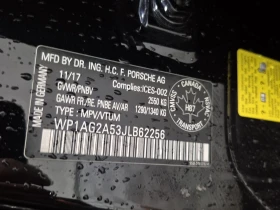 MFD BY DR. ING. H.C. F. PORSCHE AG
11/17 Complies:ICES-002
GVWR/PNBV 2550 KG
GAWR AV/RE, PNBE AV/AR 1280/1340 KG
TYPE:MPV/VTUM
WP1AG2A53JLB62256
MADE IN GERMANY
CANADA
TRANSPORT